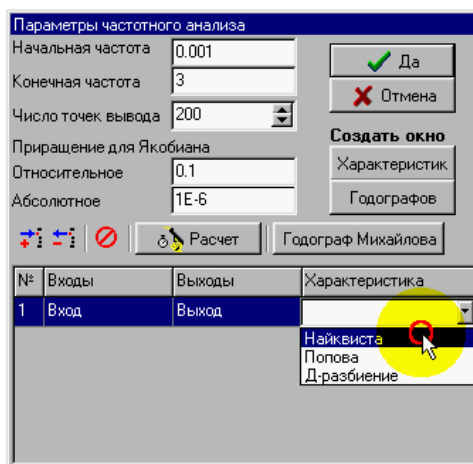 Параметры частотного анализа
Начальная частота 0.001
Да
Конечная частота 3
Отмена
Число точек вывода 200
Создать окно
Приращение для Якобиана
Характеристик
Относительное 0.1
Абсолютное 1E-6
Годографов
Расчет Годограф Михайлова
№ Входы Выходы Характеристика
1 Вход Выход
Найквиста
Попова
Д-разбиение